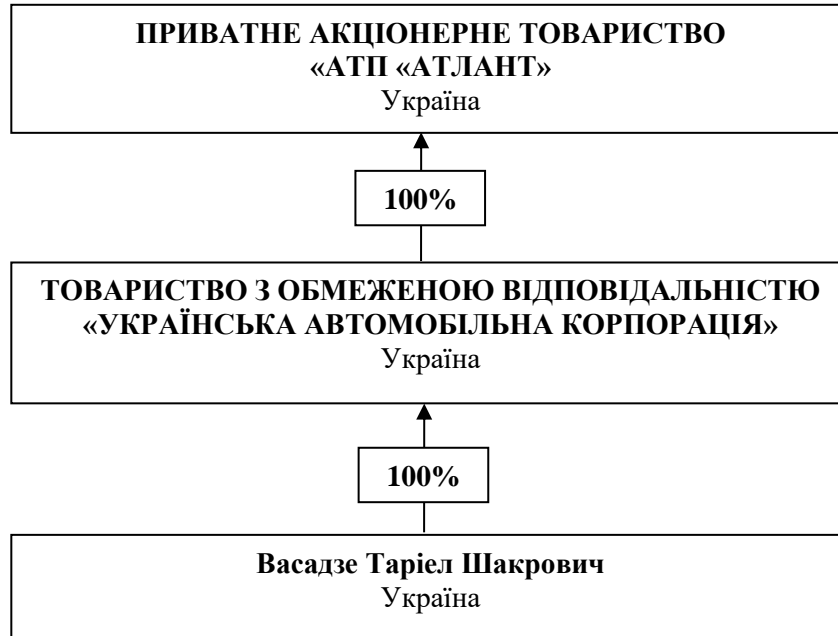 ПРИВАТНЕ АКЦІОНЕРНЕ ТОВАРИСТВО
«АТП «АТЛАНТ»
Україна
100%
ТОВАРИСТВО З ОБМЕЖЕНОЮ ВІДПОВІДАЛЬНІСТЮ
«УКРАЇНСЬКА АВТОМОБІЛЬНА КОРПОРАЦІЯ»
Україна
100%
Васадзе Таріел Шакрович
Україна